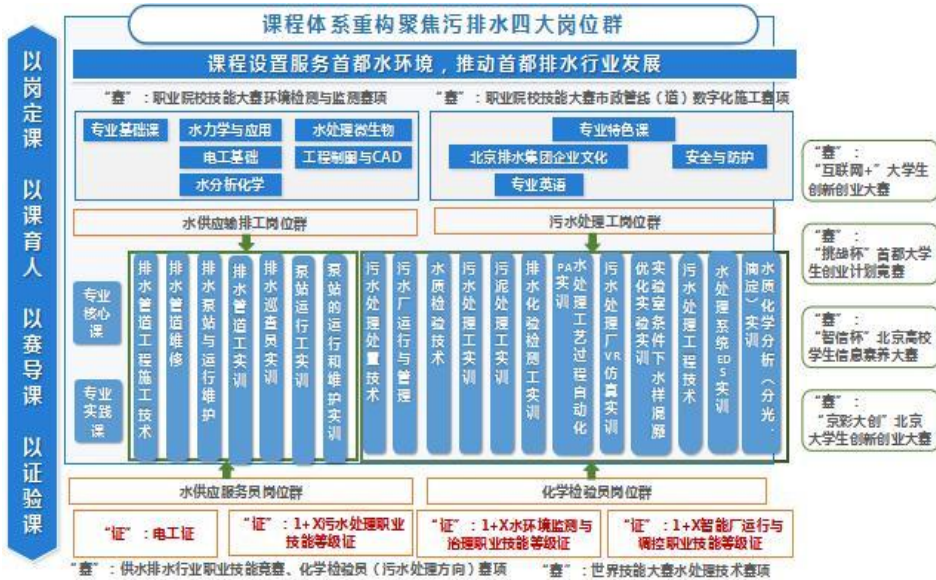 课程体系重构聚焦污排水四大岗位群
课程设置服务首都水环境，推动首都排水行业发展
以岗定课 以课育人 以赛导课 以证验课
“赛”：职业院校技能大赛环境检测与监测赛项
“赛”：职业院校技能大赛市政管线（道）数字化施工赛项
专业基础课
水力学与应用
水处理微生物
电工基础
工程制图与CAD
水分析化学
专业特色课
北京排水集团企业文化
安全与防护
专业英语
水供应输排工岗位群
污水处理工岗位群
专业
核心
课
专业
实践
课
排水管道工程施工技术
排水管道维修
排水泵站与运行维护
排水管道工实训
排水巡查员实训
泵站运行工实训
泵站的运行和维护实训
污水处理处置技术
污水厂运行与管理
水质检验技术
污水处理工实训
污泥处理工实训
排水化验检测工实训
水处理工艺过程自动化
PA实训
污水处理厂VR仿真实训
实验室条件下水样混凝
优化实验实训
污水处理工程技术
水处理系统EDS实训
水质化学分析（分光、
滴定）实训
水供应服务员岗位群
化学检验员岗位群
“证”：电工证
“证”：1+X污水处理职业
技能等级证
“证”：1+X水环境监测与
治理职业技能等级证
“证”：1+X智能厂运行与
调控职业技能等级证
“赛”：供水排水行业职业技能竞赛、化学检验员（污水处理方向）赛项
“赛”：世界技能大赛水处理技术赛项
“赛”：
“互联网+”大学生
创新创业大赛
“赛”：
“挑战杯”首都大学
生创业计划竞赛
“赛”：
“智信杯”北京高校
学生信息素养大赛
“赛”：
“京彩大创”北京
大学生创新创业大赛